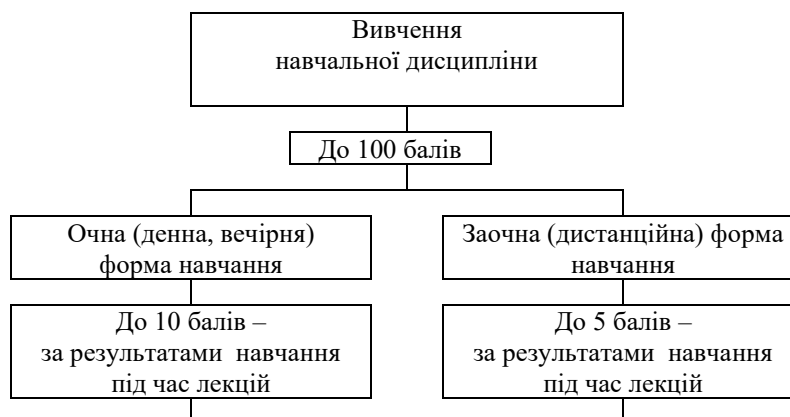 Вивчення
навчальної дисципліни
До 100 балів
Очна (денна, вечірня)
форма навчання
Заочна (дистанційна) форма
навчання
До 10 балів –
за результатами навчання
під час лекцій
До 5 балів –
за результатами навчання
під час лекцій